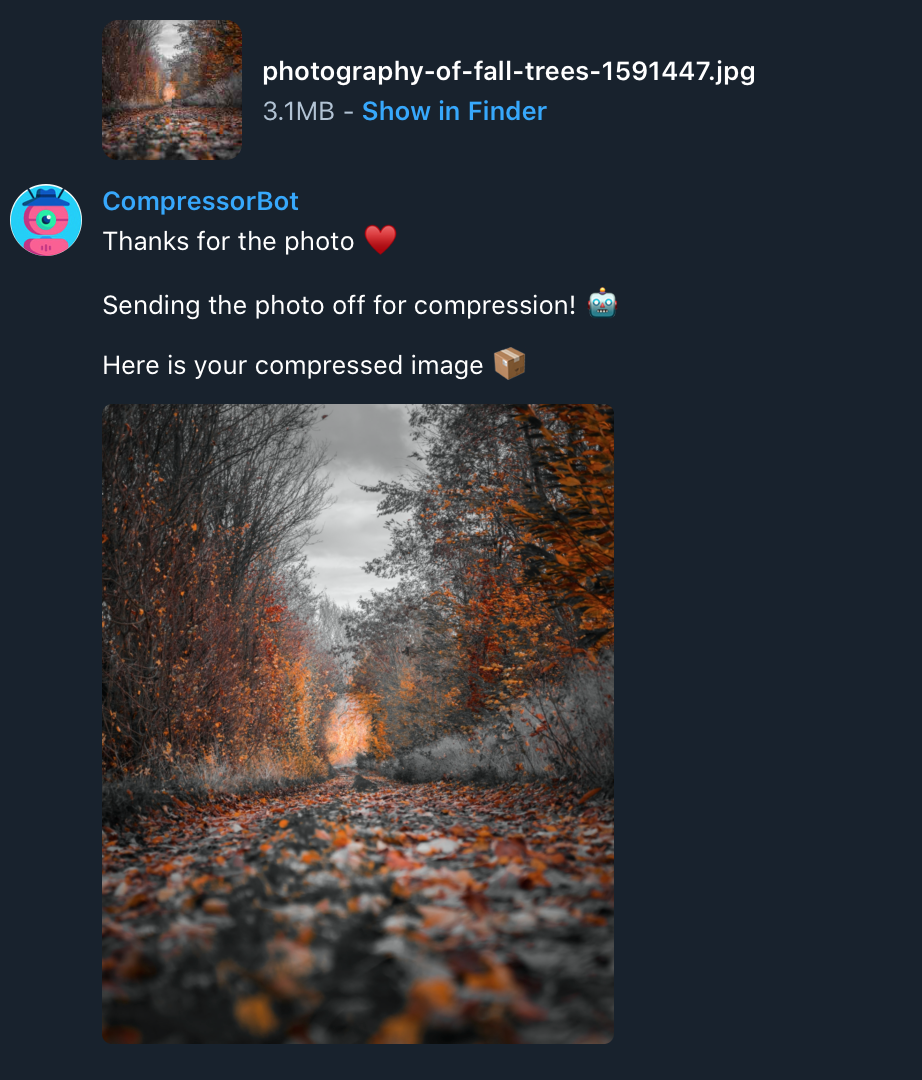 photography-of-fall-trees-1591447.jpg
3.1MB - Show in Finder
CompressorBot
Thanks for the photo ♥️
Sending the photo off for compression! 🤖
Here is your compressed image 📦